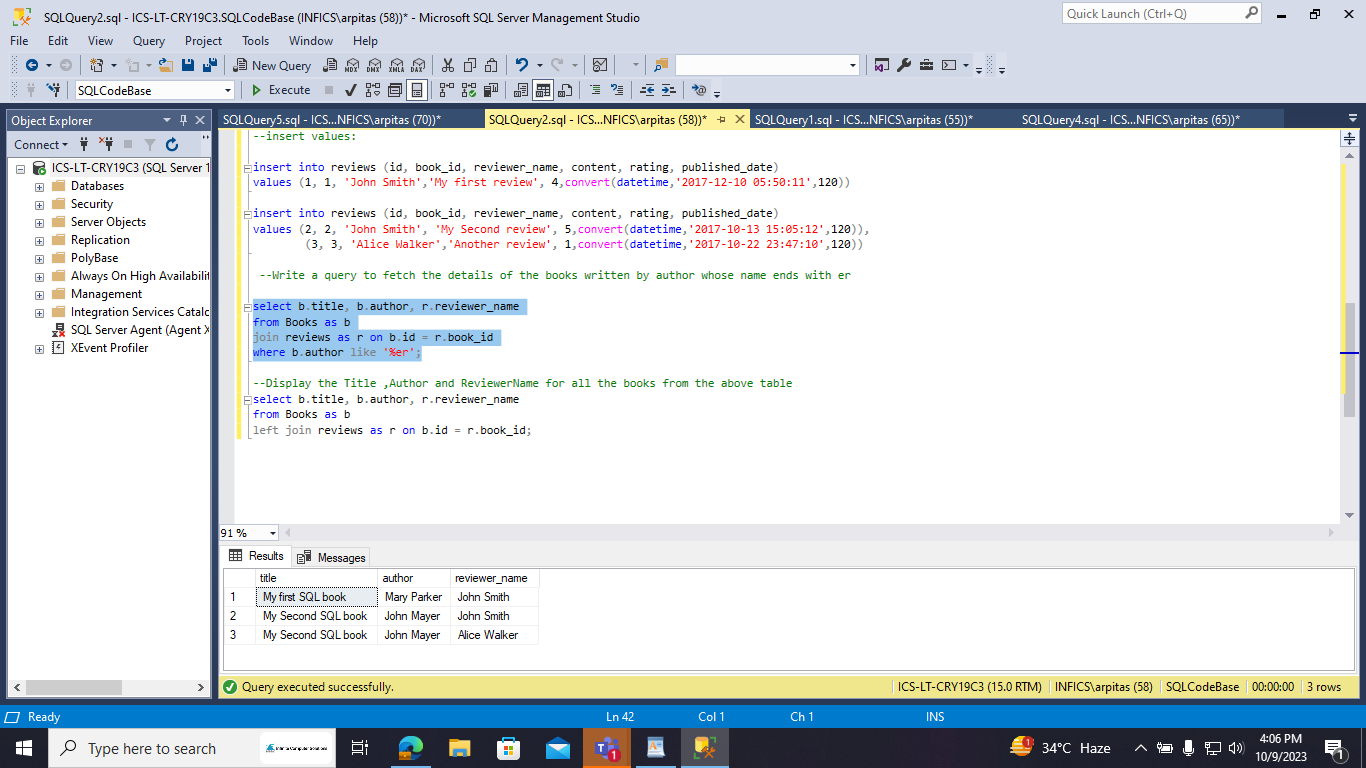 SQLQuery2.sql - ICS-LT-CRY19C3.SQLCodeBase (INFICS\arpitas (58))* - Microsoft SQL Server Management Studio
Quick Launch (Ctrl+Q)
File Edit View Query Project Tools Window Help
New Query MDX DMX XMLA DAX
SQLCodeBase Execute
Object Explorer
SQLQuery5.sql - ICS...NFICS\arpitas (70))* SQLQuery2.sql - ICS...NFICS\arpitas (58))* SQLQuery1.sql - ICS...NFICS\arpitas (55))* SQLQuery4.sql - ICS...NFICS\arpitas (65))*
Connect
ICS-LT-CRY19C3 (SQL Server 1
Databases
Security
Server Objects
Replication
PolyBase
Always On High Availabili
Management
Integration Services Catalo
SQL Server Agent (Agent X
XEvent Profiler
--insert values:
insert into reviews (id, book_id, reviewer_name, content, rating, published_date)
values (1, 1, 'John Smith','My first review', 4,convert(datetime,'2017-12-10 05:50:11',120))
insert into reviews (id, book_id, reviewer_name, content, rating, published_date)
values (2, 2, 'John Smith', 'My Second review', 5,convert(datetime,'2017-10-13 15:05:12',120)),
(3, 3, 'Alice Walker','Another review', 1,convert(datetime,'2017-10-22 23:47:10',120))
--Write a query to fetch the details of the books written by author whose name ends with er
select b.title, b.author, r.reviewer_name
from Books as b
join reviews as r on b.id = r.book_id
where b.author like '%er';
--Display the Title ,Author and ReviewerName for all the books from the above table
select b.title, b.author, r.reviewer_name
from Books as b
left join reviews as r on b.id = r.book_id;
91 %
Results Messages
title author reviewer_name
1 My first SQL book Mary Parker John Smith
2 My Second SQL book John Mayer John Smith
3 My Second SQL book John Mayer Alice Walker
Query executed successfully. ICS-LT-CRY19C3 (15.0 RTM) INFICS\arpitas (58) SQLCodeBase 00:00:00 3 rows
Ready Ln 42 Col 1 Ch 1 INS
Type here to search
Infinite Computer Solutions
1
1
34°C Haze
4:06 PM
10/9/2023
1